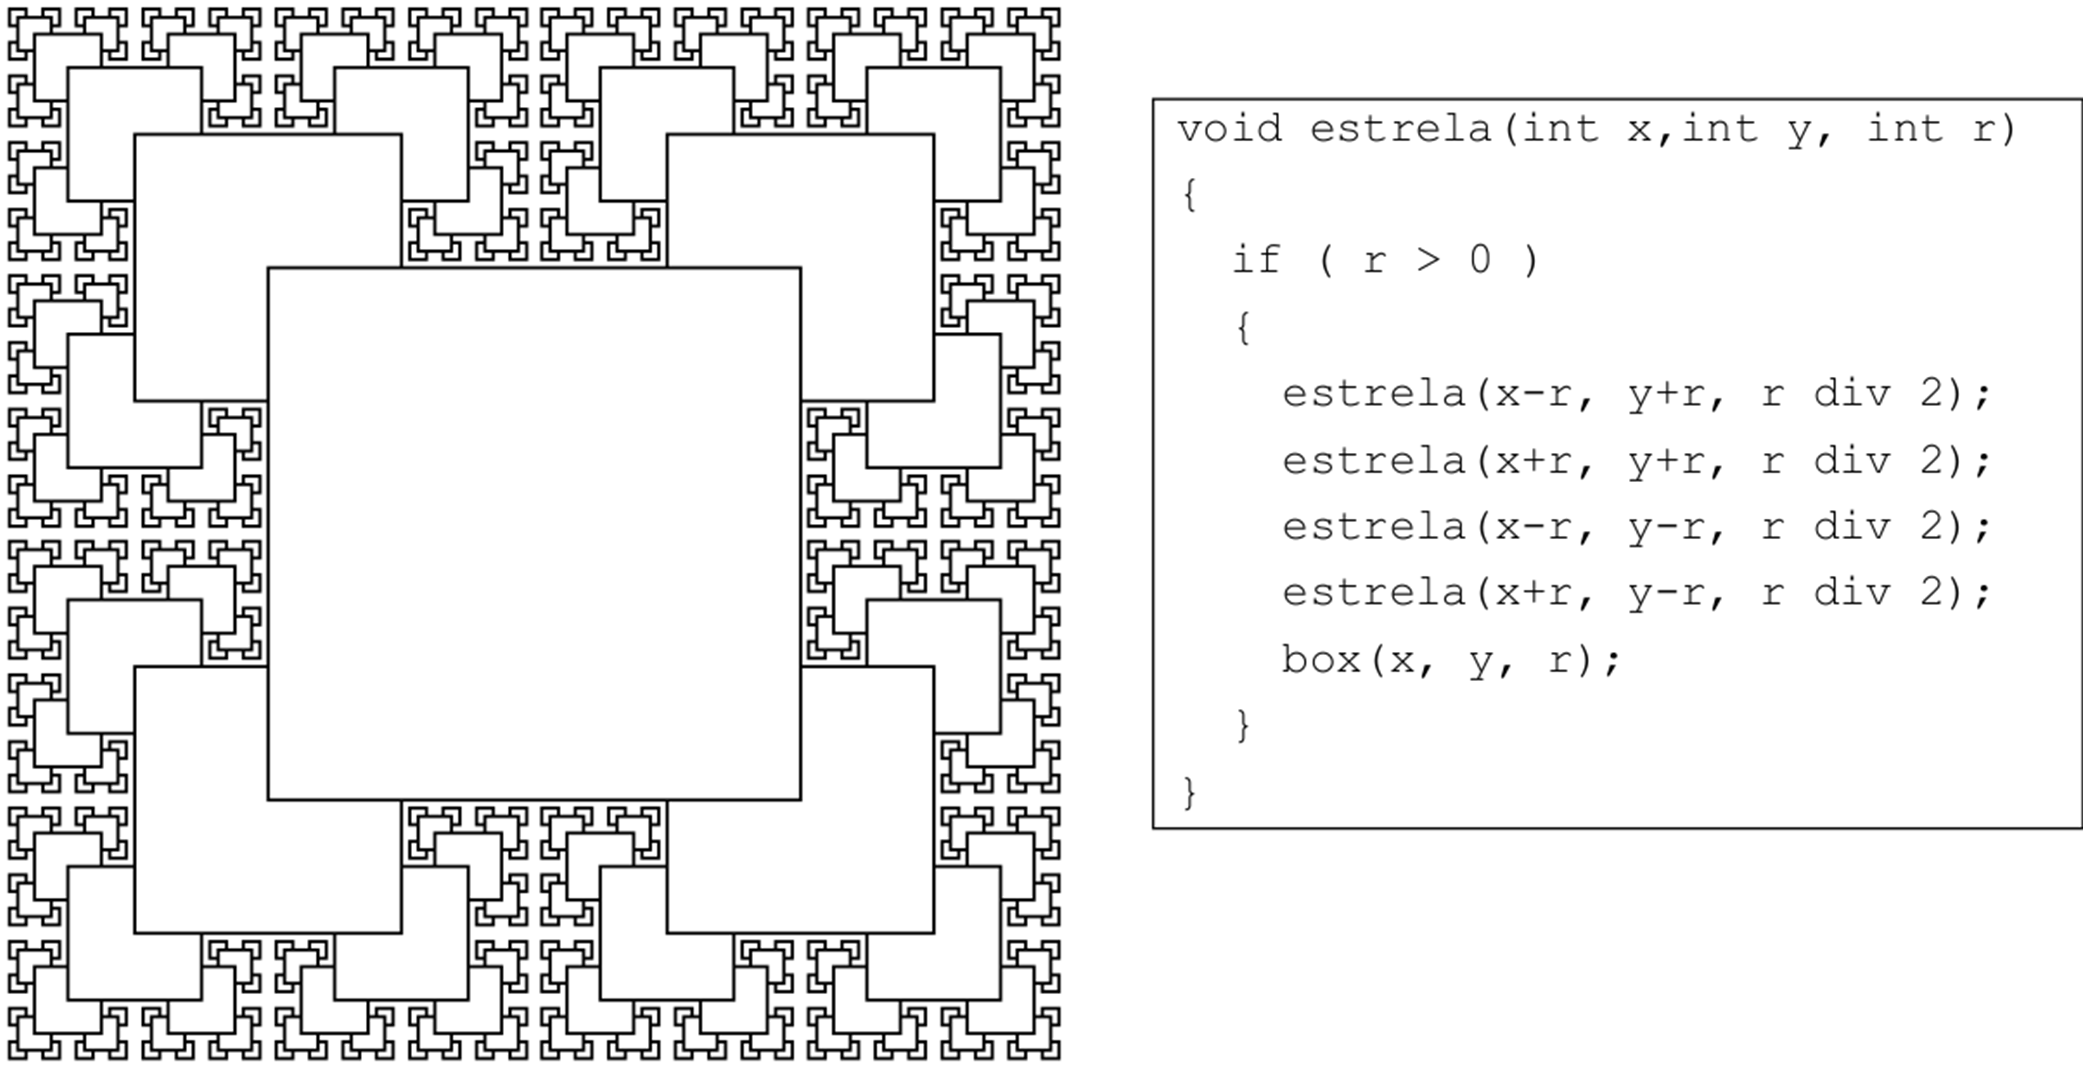 void estrela(int x,int y, int r)
{
if ( r > 0 )
{
estrela(x-r, y+r, r div 2);
estrela(x+r, y+r, r div 2);
estrela(x-r, y-r, r div 2);
estrela(x+r, y-r, r div 2);
box(x, y, r);
}
}